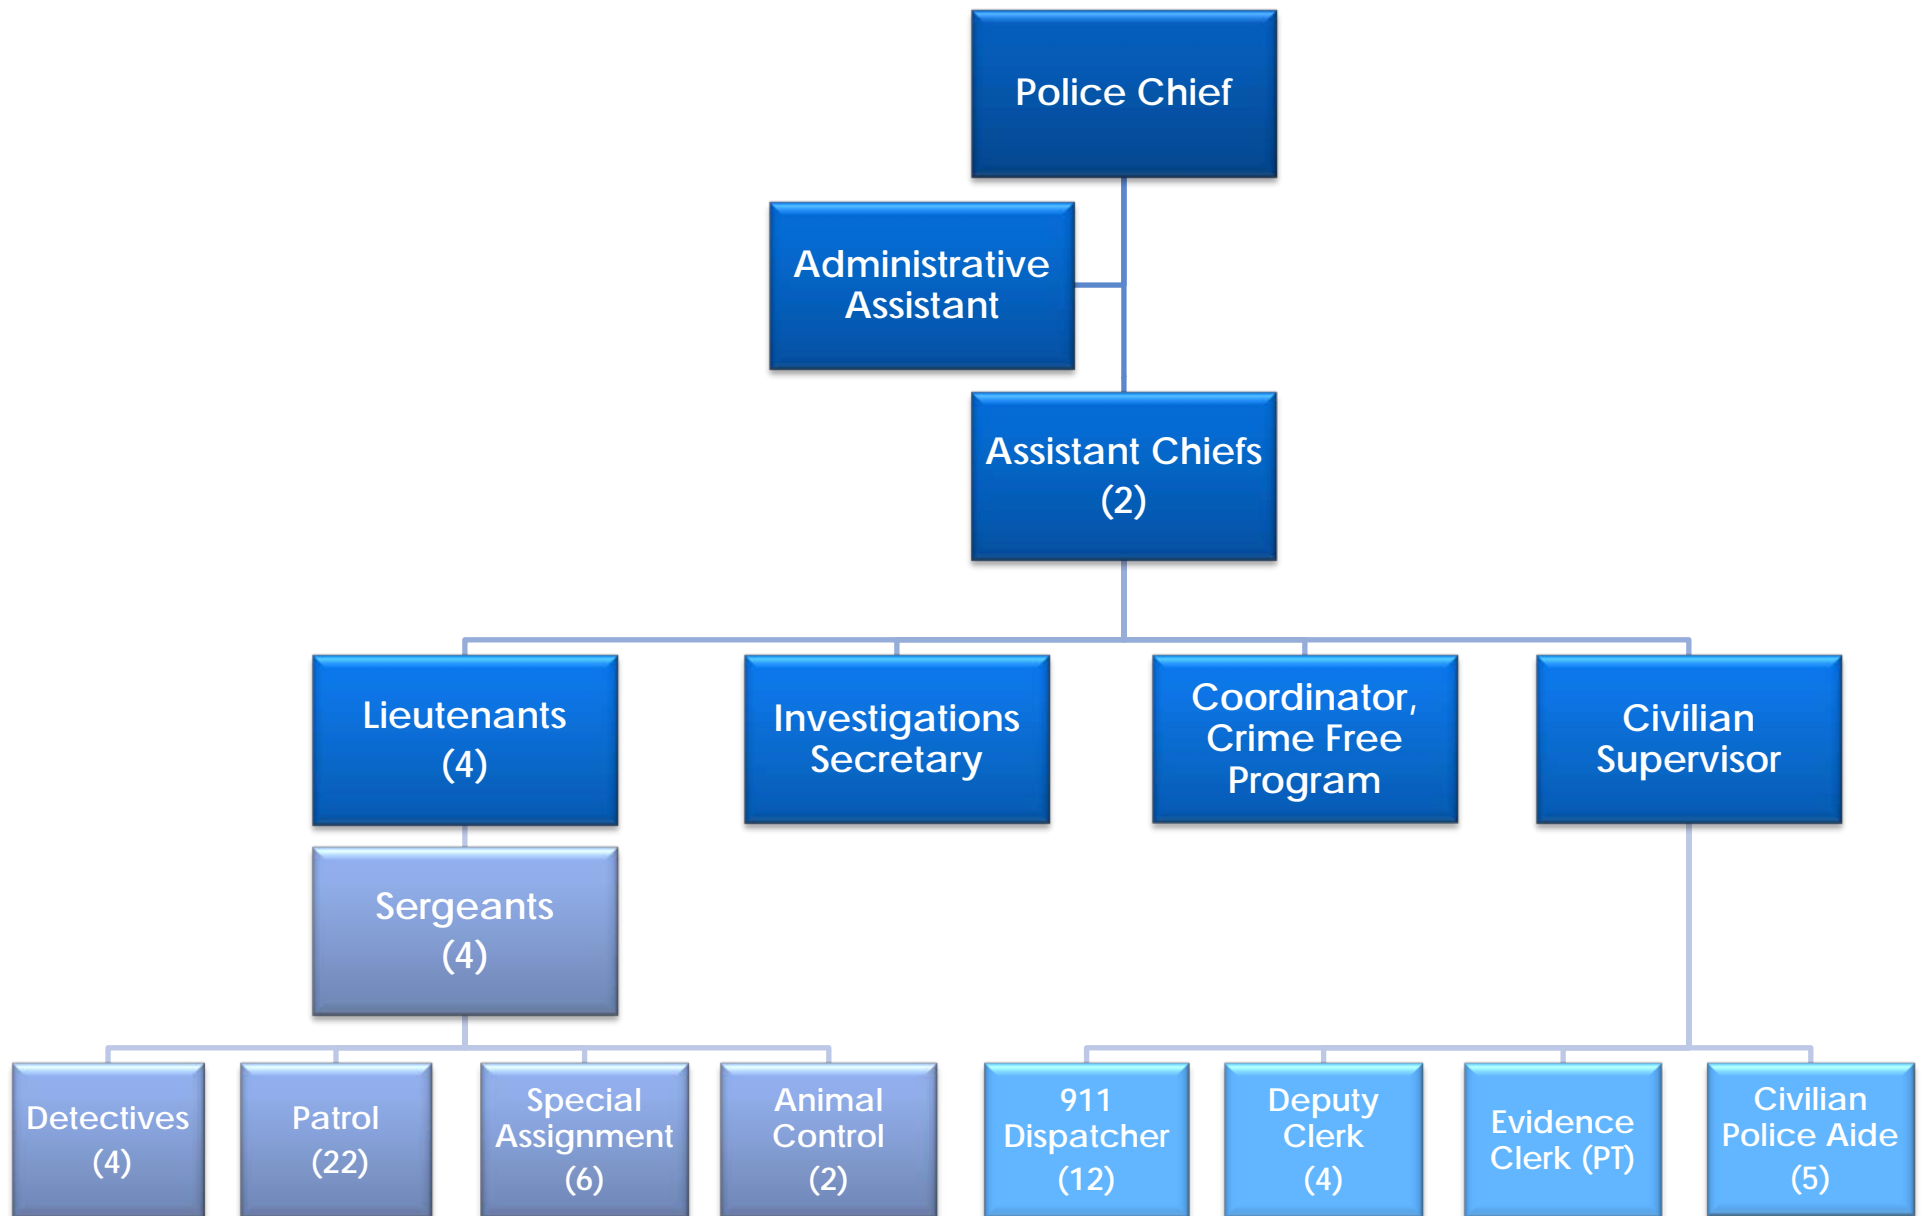 Police Chief
Administrative
Assistant
Assistant Chiefs
(2)
Lieutenants
(4)
Investigations
Secretary
Coordinator,
Crime Free
Program
Civilian
Supervisor
Sergeants
(4)
Detectives
(4)
Patrol
(22)
Special
Assignment
(6)
Animal
Control
(2)
911
Dispatcher
(12)
Deputy
Clerk
(4)
Evidence
Clerk (PT)
Civilian
Police Aide
(5)